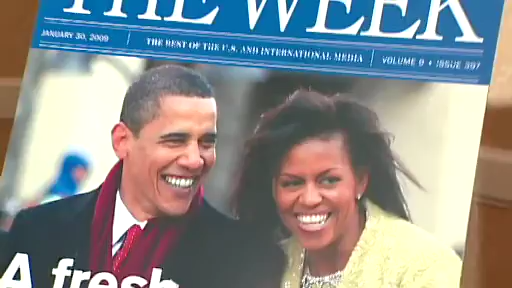 THE WEEK
JANUARY 30, 2009
THE BEST OF THE U.S. AND INTERNATIONAL MEDIA
VOLUME 9 • ISSUE 397
A fresh